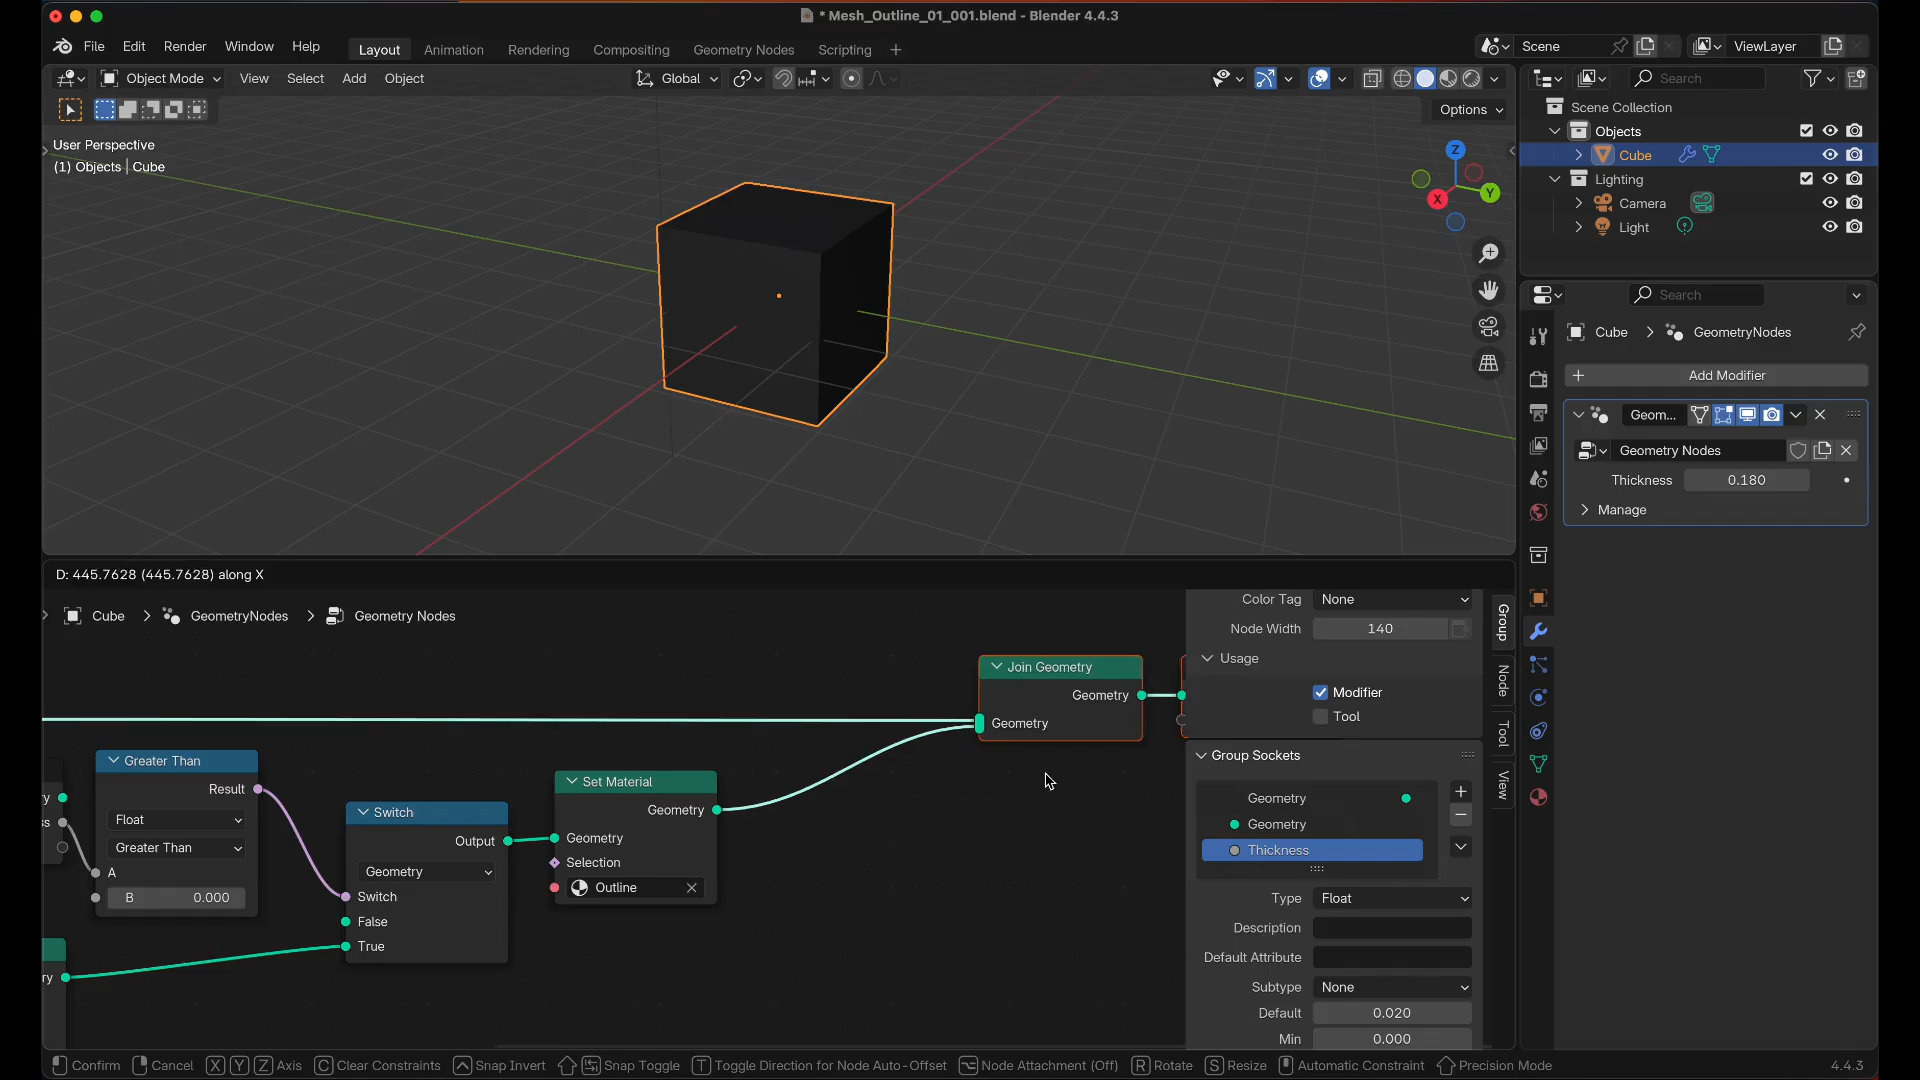 * Mesh_Outline_01_001.blend - Blender 4.4.3
File Edit Render Window Help
Layout Animation Rendering Compositing Geometry Nodes Scripting +
Scene
ViewLayer
Object Mode View Select Add Object
Global
Options
User Perspective
(1) Objects | Cube
Z
Y
X
Search
Scene Collection
Objects
Cube
Lighting
Camera
Light
Search
Cube > GeometryNodes
+ Add Modifier
Geom...
Geometry Nodes
Thickness 0.180
Manage
D: 445.7628 (445.7628) along X
Cube > GeometryNodes > Geometry Nodes
Greater Than
Result
Float
Greater Than
A
B 0.000
ry
Switch
Output
Geometry
Switch
False
True
Set Material
Geometry
Geometry
Selection
Outline
Join Geometry
Geometry
Geometry
Color Tag None
Node Width 140
Usage
Modifier
Tool
Group Sockets
Geometry
Geometry
Thickness
Type Float
Description
Default Attribute
Subtype None
Default 0.020
Min 0.000
Group
Node
Tool
View
Confirm Cancel X Y Z Axis C Clear Constraints Snap Invert Snap Toggle T Toggle Direction for Node Auto-Offset Node Attachment (Off) R Rotate S Resize Automatic Constraint Precision Mode 4.4.3